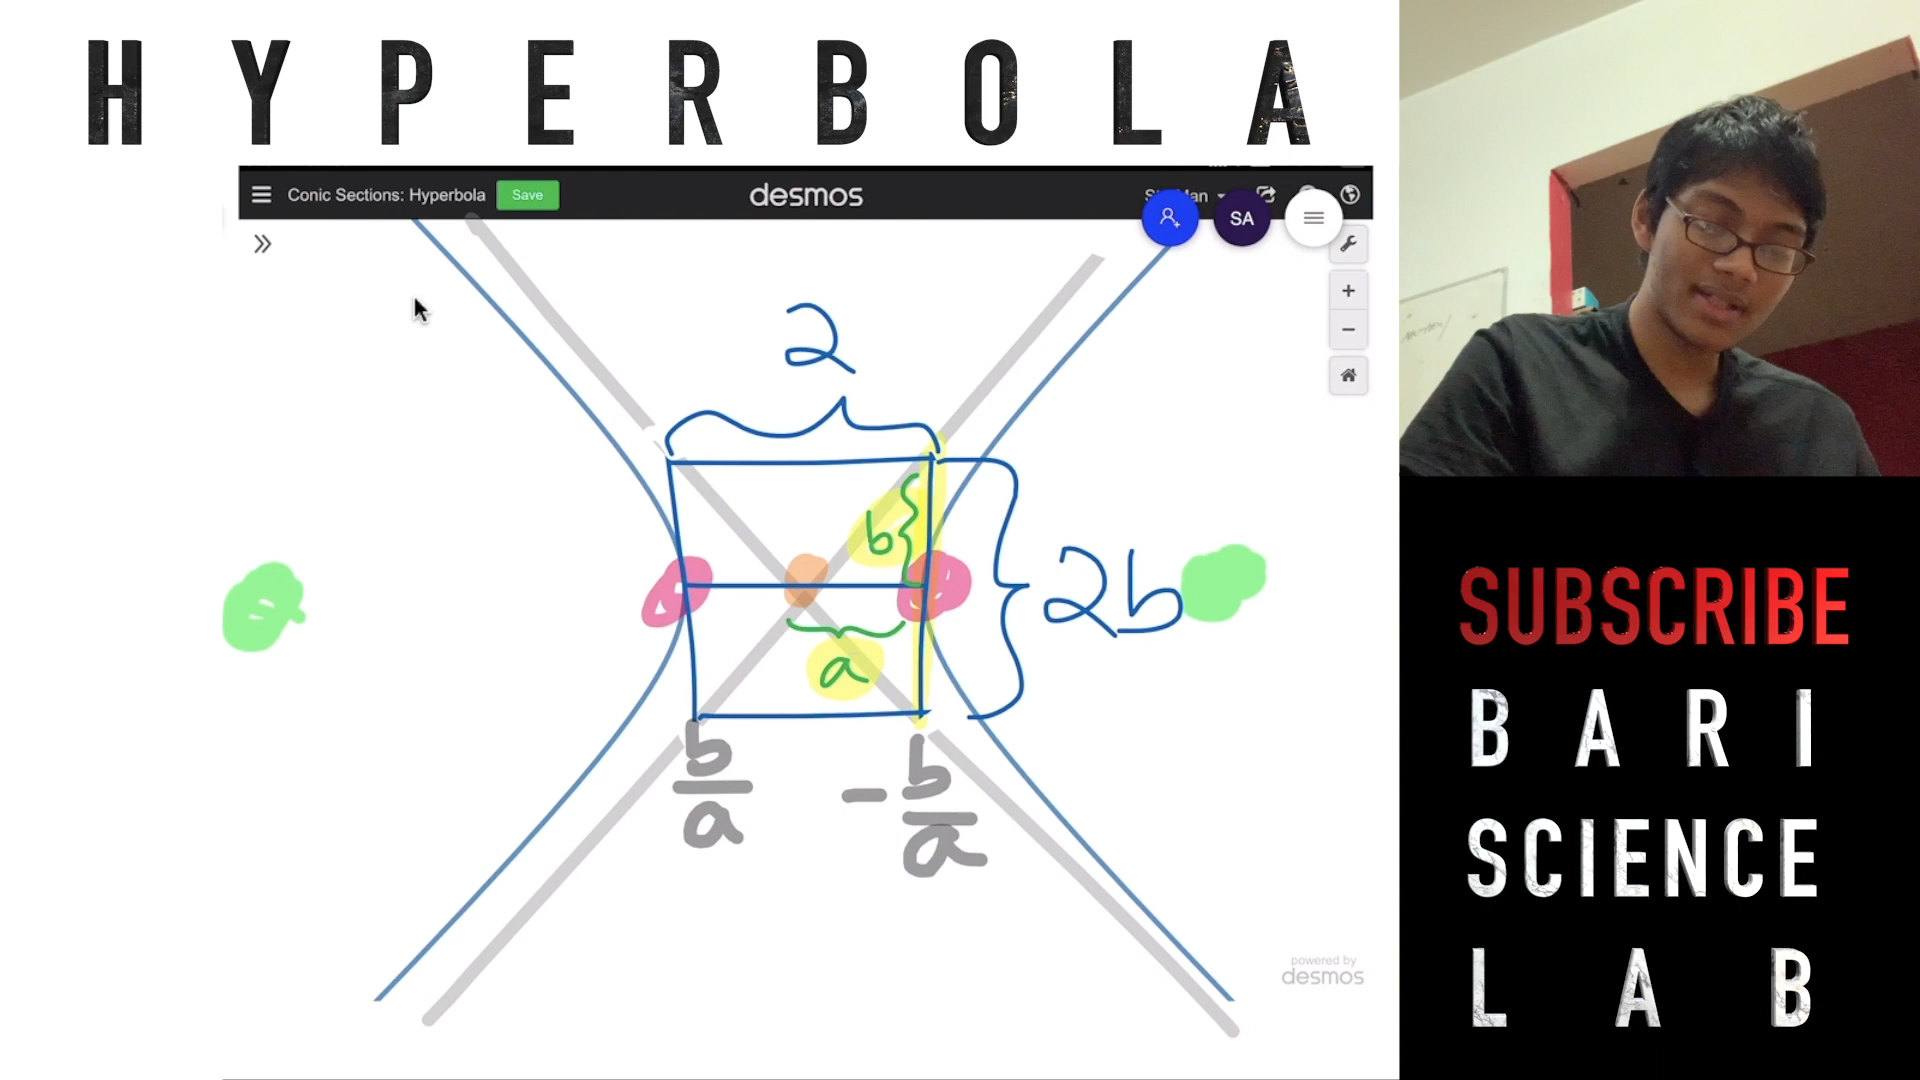 HYPERBOLA
Conic Sections: Hyperbola
Save
desmos
SA
2
b
2b
a
b
a
- b
a
powered by
desmos
SUBSCRIBE
BARI
SCIENCE
LAB